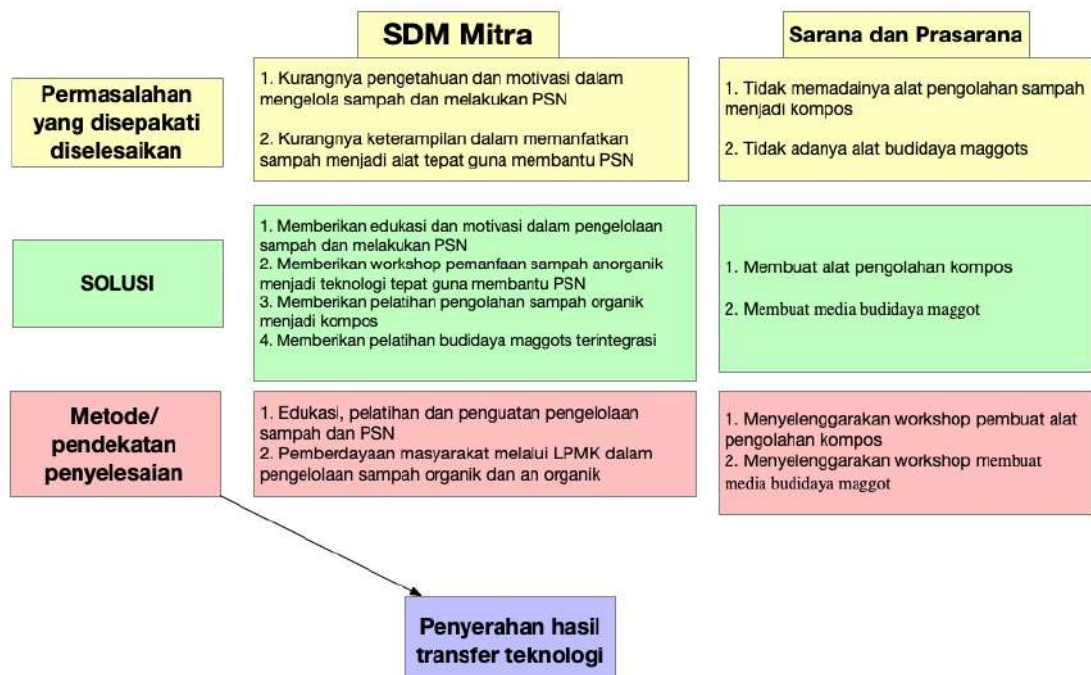 SDM Mitra
Sarana dan Prasarana
Permasalahan
yang disepakati
diselesaikan
1. Kurangnya pengetahuan dan motivasi dalam
mengelola sampah dan melakukan PSN
2. Kurangnya keterampilan dalam memanfatkan
sampah menjadi alat tepat guna membantu PSN
1. Tidak memadainya alat pengolahan sampah
menjadi kompos
2. Tidak adanya alat budidaya maggots
SOLUSI
1. Memberikan edukasi dan motivasi dalam pengelolaan
sampah dan melakukan PSN
2. Memberikan workshop pemanfaan sampah anorganik
menjadi teknologi tepat guna membantu PSN
3. Memberikan pelatihan pengolahan sampah organik
menjadi kompos
4. Memberikan pelatihan budidaya maggots terintegrasi
1. Membuat alat pengolahan kompos
2. Membuat media budidaya maggot
Metode/
pendekatan
penyelesaian
1. Edukasi, pelatihan dan penguatan pengelolaan
sampah dan PSN
2. Pemberdayaan masyarakat melalui LPMK dalam
pengelolaan sampah organik dan an organik
1. Menyelenggarakan workshop pembuat alat
pengolahan kompos
2. Menyelenggarakan workshop membuat
media budidaya maggot
Penyerahan hasil
transfer teknologi